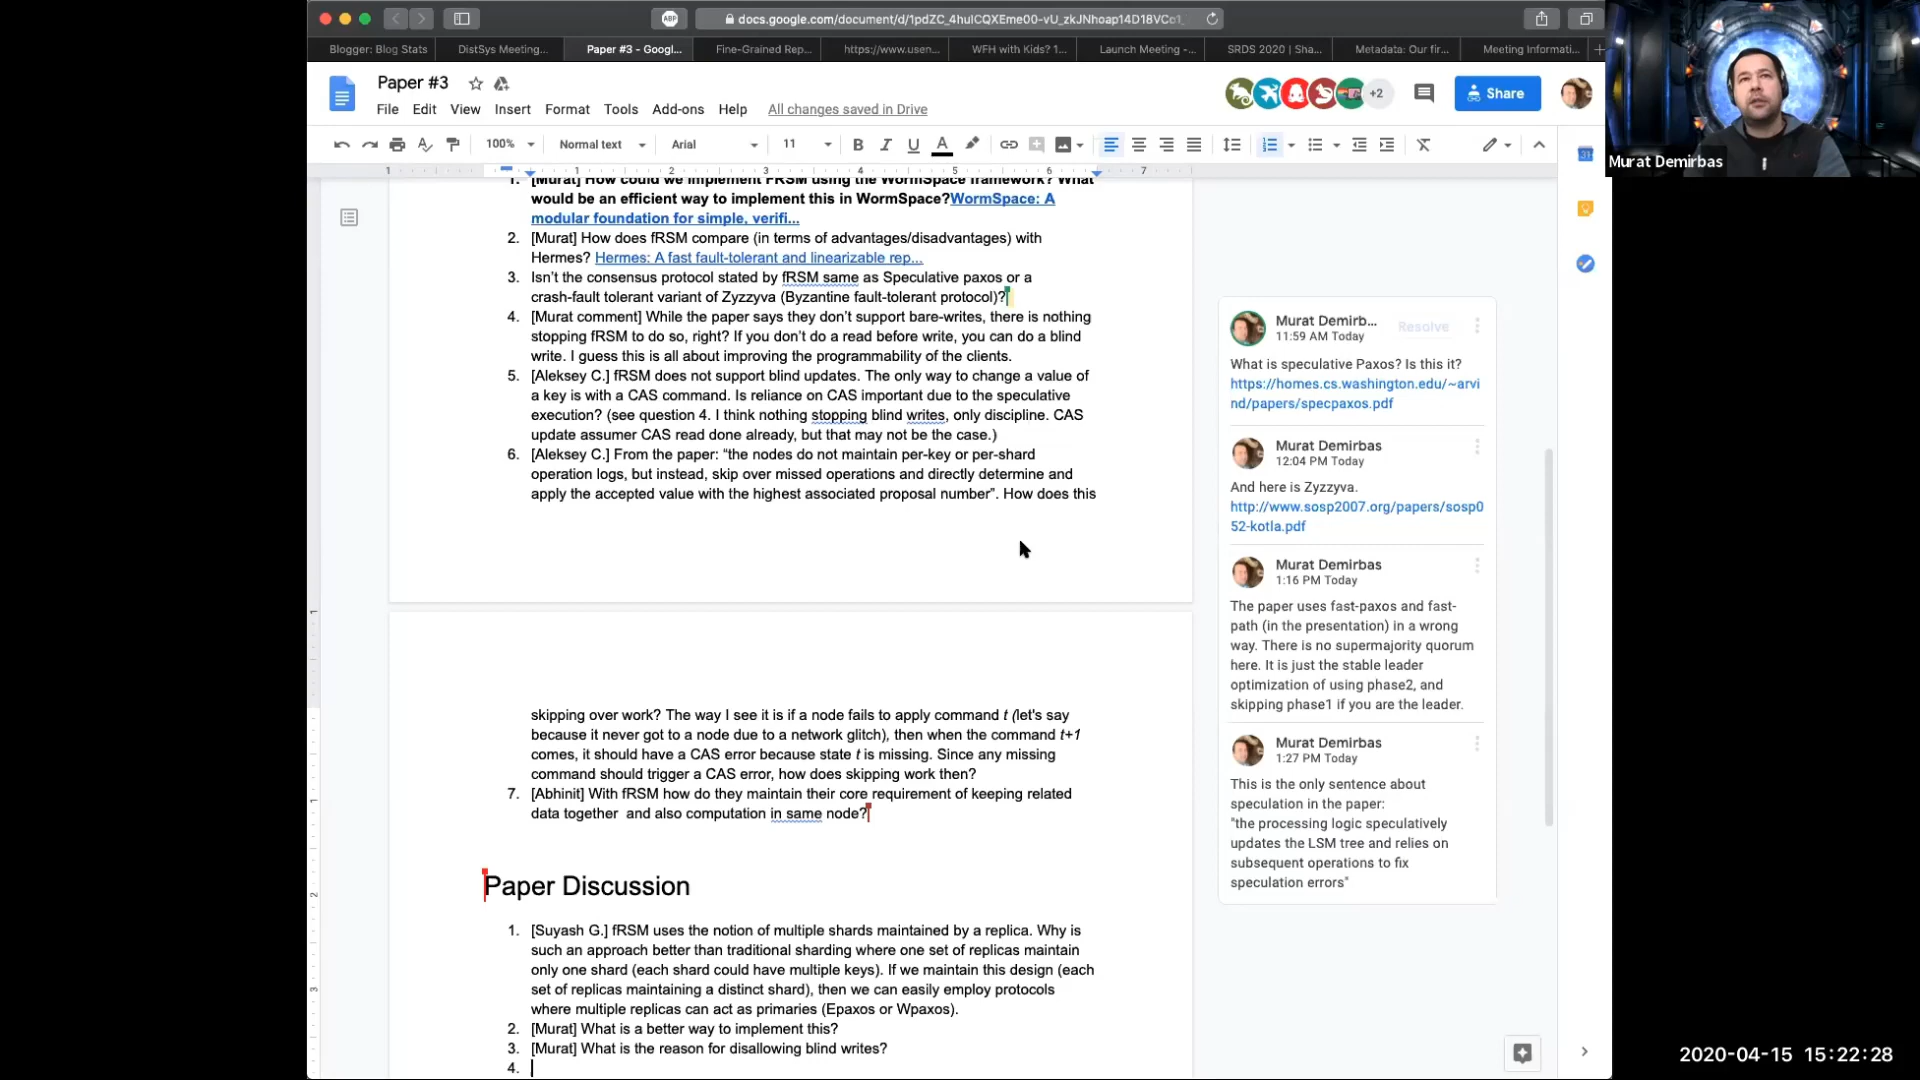 docs.google.com/document/d/1pdZC_4huICQXEme00-vU_zkJNhoap14D18VCo1_
Blogger: Blog Stats
DistSys Meeting...
Paper #3 - Googl...
Fine-Grained Rep...
https://www.usen...
WFH with Kids? 1...
Launch Meeting -...
SRDS 2020 | Sha...
Metadata: Our fir...
Meeting Informati...
Paper #3
File Edit View Insert Format Tools Add-ons Help All changes saved in Drive
+2
Share
100% Normal text Arial 11
1 1 2 3 4 5 6 7
Murat Demirbas
1. [Murat] How could we implement FRSM using the WormSpace framework? What
would be an efficient way to implement this in WormSpace?WormSpace: A
modular foundation for simple, verifi...
2. [Murat] How does fRSM compare (in terms of advantages/disadvantages) with
Hermes? Hermes: A fast fault-tolerant and linearizable rep...
3. Isn't the consensus protocol stated by fRSM same as Speculative paxos or a
crash-fault tolerant variant of Zyzzyva (Byzantine fault-tolerant protocol)?
4. [Murat comment] While the paper says they don't support bare-writes, there is nothing
stopping fRSM to do so, right? If you don't do a read before write, you can do a blind
write. I guess this is all about improving the programmability of the clients.
5. [Aleksey C.] fRSM does not support blind updates. The only way to change a value of
a key is with a CAS command. Is reliance on CAS important due to the speculative
execution? (see question 4. I think nothing stopping blind writes, only discipline. CAS
update assumer CAS read done already, but that may not be the case.)
6. [Aleksey C.] From the paper: “the nodes do not maintain per-key or per-shard
operation logs, but instead, skip over missed operations and directly determine and
apply the accepted value with the highest associated proposal number”. How does this
skipping over work? The way I see it is if a node fails to apply command t (let's say
because it never got to a node due to a network glitch), then when the command t+1
comes, it should have a CAS error because state t is missing. Since any missing
command should trigger a CAS error, how does skipping work then?
7. [Abhinit] With fRSM how do they maintain their core requirement of keeping related
data together and also computation in same node?
Paper Discussion
1. [Suyash G.] fRSM uses the notion of multiple shards maintained by a replica. Why is
such an approach better than traditional sharding where one set of replicas maintain
only one shard (each shard could have multiple keys). If we maintain this design (each
set of replicas maintaining a distinct shard), then we can easily employ protocols
where multiple replicas can act as primaries (Epaxos or Wpaxos).
2. [Murat] What is a better way to implement this?
3. [Murat] What is the reason for disallowing blind writes?
4.
Murat Demirb...
Resolve
11:59 AM Today
What is speculative Paxos? Is this it?
https://homes.cs.washington.edu/~arvi
nd/papers/specpaxos.pdf
Murat Demirbas
12:04 PM Today
And here is Zyzzyva.
http://www.sosp2007.org/papers/sosp0
52-kotla.pdf
Murat Demirbas
1:16 PM Today
The paper uses fast-paxos and fast-
path (in the presentation) in a wrong
way. There is no supermajority quorum
here. It is just the stable leader
optimization of using phase2, and
skipping phase1 if you are the leader.
Murat Demirbas
1:27 PM Today
This is the only sentence about
speculation in the paper:
"the processing logic speculatively
updates the LSM tree and relies on
subsequent operations to fix
speculation errors"
2020-04-15 15:22:28